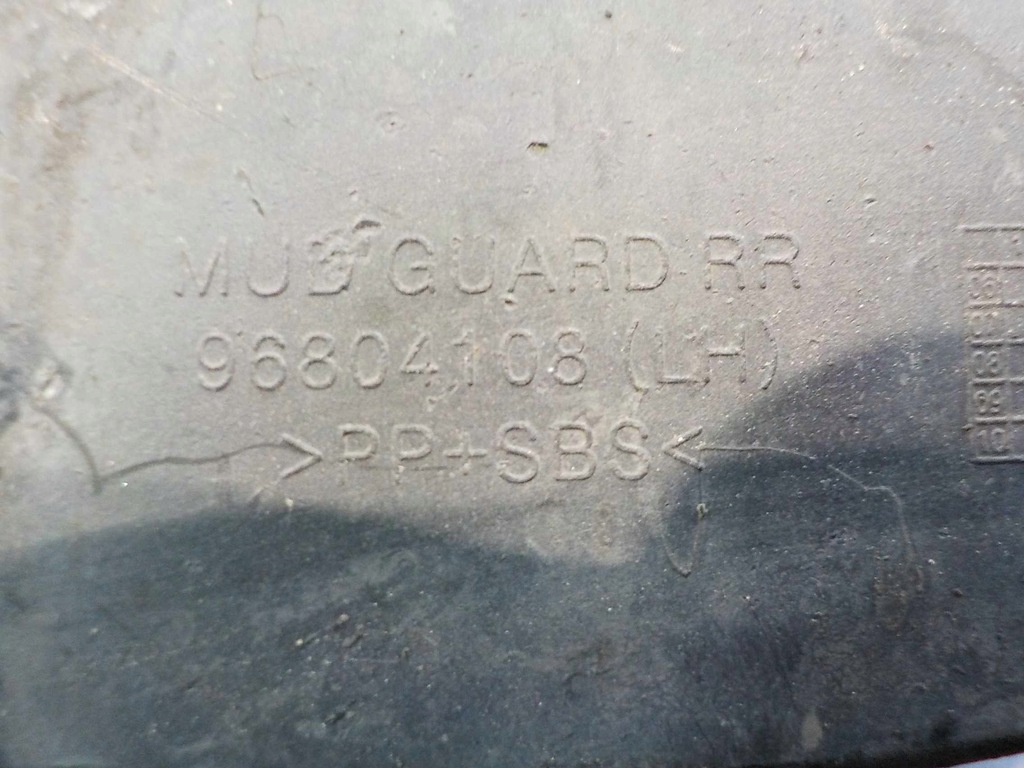 MUD GUARD RR
96804108 (LH)
>PP+SBS<